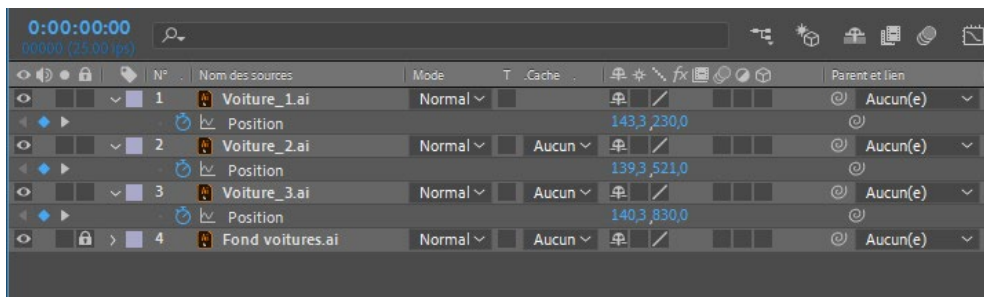 0:00:00:00
00000 (25.00 ips)
N° . Nom des sources Mode T .Cache . fx Parent et lien
1 Voiture_1.ai Normal Aucun(e)
Position 143,3,230,0
2 Voiture_2.ai Normal Aucun Aucun(e)
Position 139,3,521,0
3 Voiture_3.ai Normal Aucun Aucun(e)
Position 140,3,830,0
4 Fond voitures.ai Normal Aucun Aucun(e)